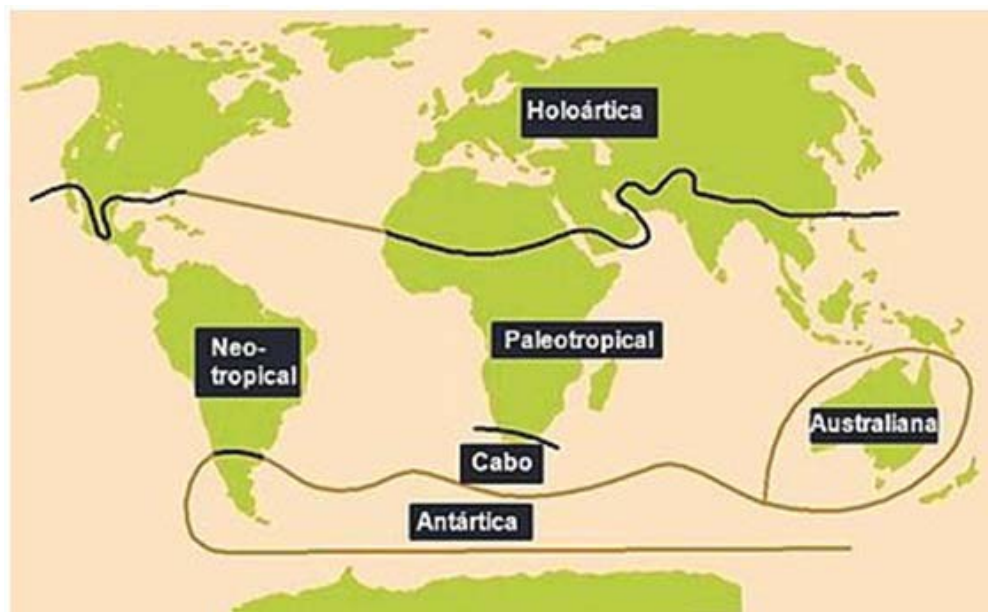 Holoártica
Neo-
tropical
Paleotropical
Australiana
Cabo
Antártica